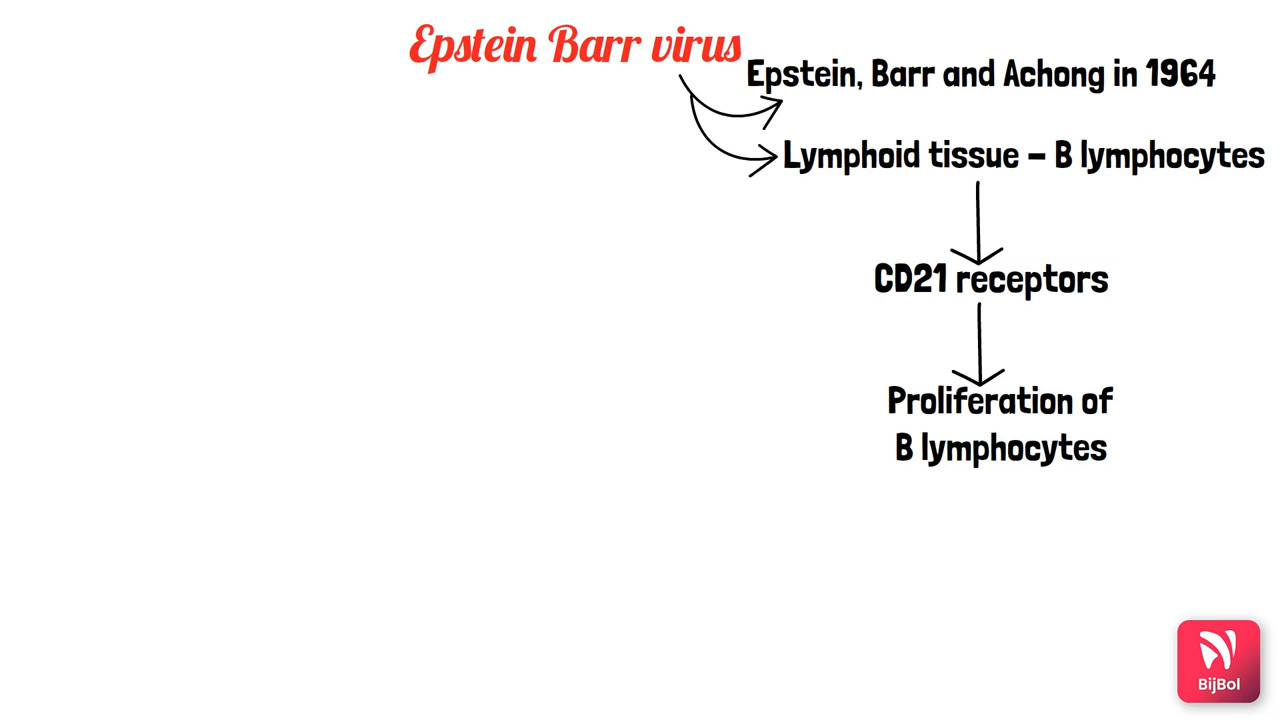 Epstein Barr virus
Epstein, Barr and Achong in 1964
Lymphoid tissue – B lymphocytes
CD21 receptors
Proliferation of
B lymphocytes
BijBol